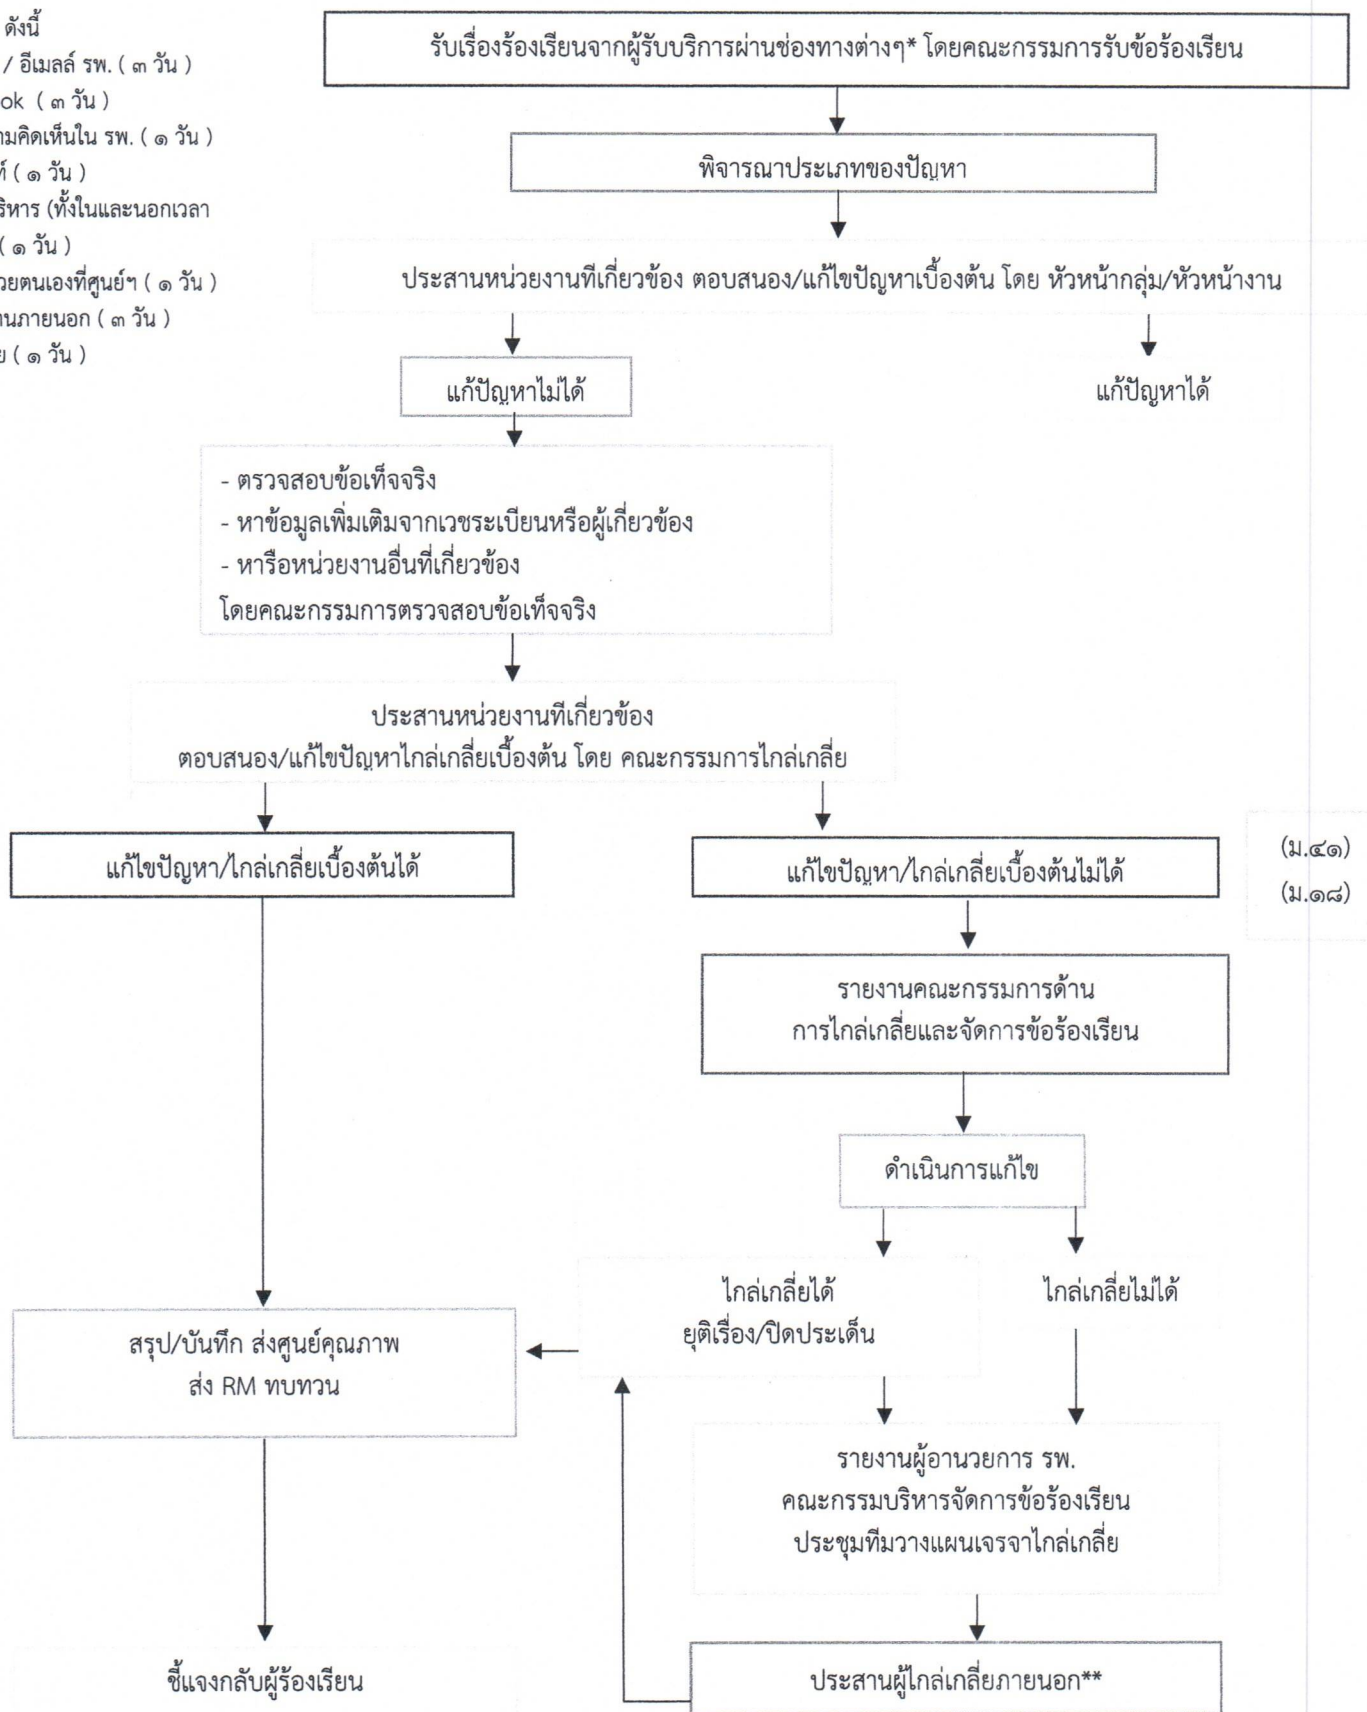 ดังนี้
/ อีเมลล์ รพ. ( ๓ วัน )
ok ( ๓ วัน )
ามคิดเห็นใน รพ. ( ๑ วัน )
ท์ ( ๑ วัน )
ริหาร (ทั้งในและนอกเวลา
( ๑ วัน )
วยตนเองที่ศูนย์ฯ ( ๑ วัน )
านภายนอก ( ๓ วัน )
ย ( ๑ วัน )
รับเรื่องร้องเรียนจากผู้รับบริการผ่านช่องทางต่างๆ* โดยคณะกรรมการรับข้อร้องเรียน
พิจารณาประเภทของปัญหา
ประสานหน่วยงานทีเกี่ยวข้อง ตอบสนอง/แก้ไขปัญหาเบื้องต้น โดย หัวหน้ากลุ่ม/หัวหน้างาน
แก้ปัญหาไม่ได้
แก้ปัญหาได้
- ตรวจสอบข้อเท็จจริง
- หาข้อมูลเพิ่มเติมจากเวชระเบียนหรือผู้เกี่ยวข้อง
- หารือหน่วยงานอื่นที่เกี่ยวข้อง
โดยคณะกรรมการตรวจสอบข้อเท็จจริง
ประสานหน่วยงานทีเกี่ยวข้อง
ตอบสนอง/แก้ไขปัญหาไกล่เกลี่ยเบื้องต้น โดย คณะกรรมการไกล่เกลี่ย
แก้ไขปัญหา/ไกล่เกลี่ยเบื้องต้นได้
แก้ไขปัญหา/ไกล่เกลี่ยเบื้องต้นไม่ได้
(ม.๔๑)
(ม.๑๘)
รายงานคณะกรรมการด้าน
การไกล่เกลี่ยและจัดการข้อร้องเรียน
ดำเนินการแก้ไข
ไกล่เกลี่ยได้
ยุติเรื่อง/ปิดประเด็น
ไกล่เกลี่ยไม่ได้
สรุป/บันทึก ส่งศูนย์คุณภาพ
ส่ง RM ทบทวน
รายงานผู้อานวยการ รพ.
คณะกรรมบริหารจัดการข้อร้องเรียน
ประชุมทีมวางแผนเจรจาไกล่เกลี่ย
ชี้แจงกลับผู้ร้องเรียน
ประสานผู้ไกล่เกลี่ยภายนอก**